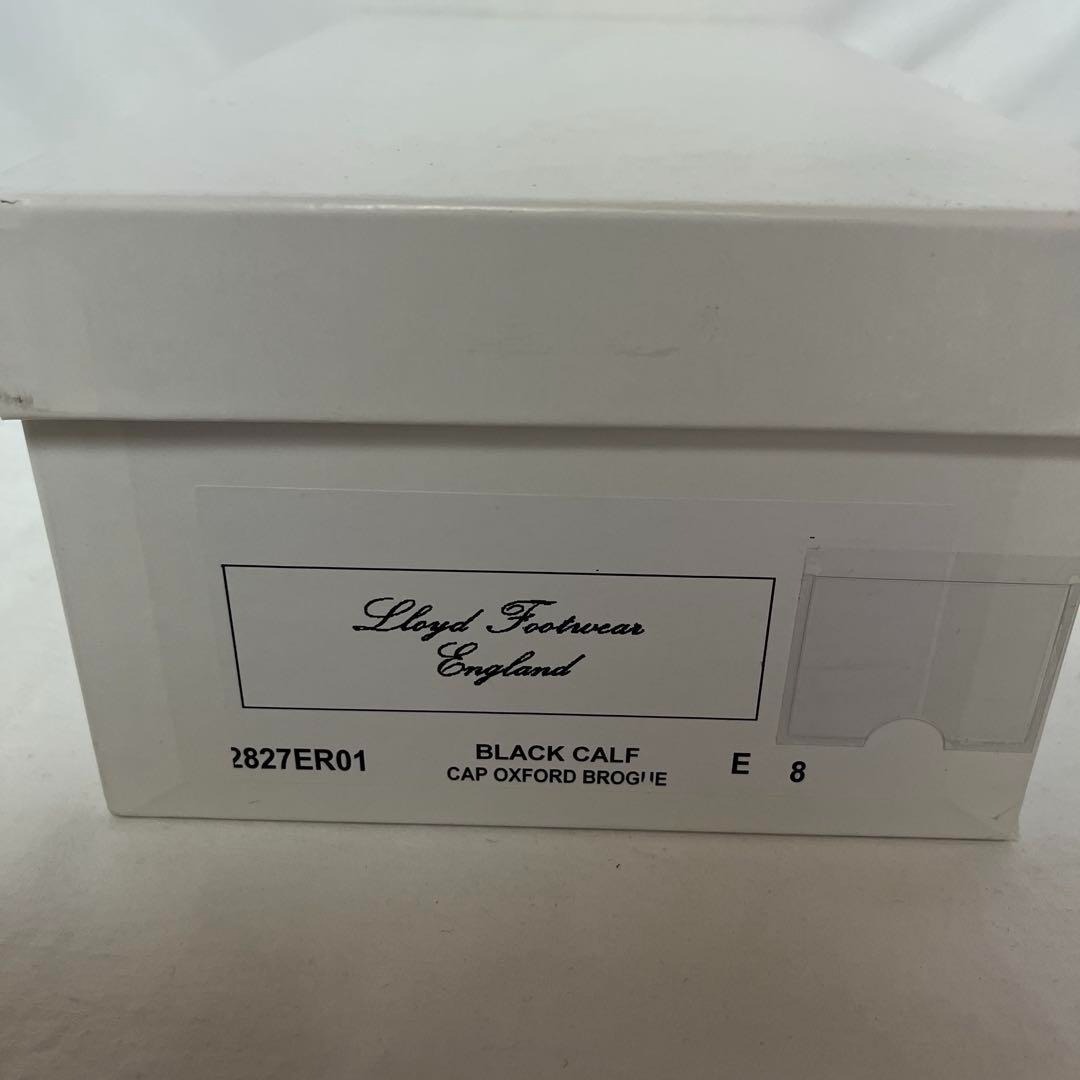 Lloyd Footwear
England
2827ER01 BLACK CALF E 8
CAP OXFORD BROGUE